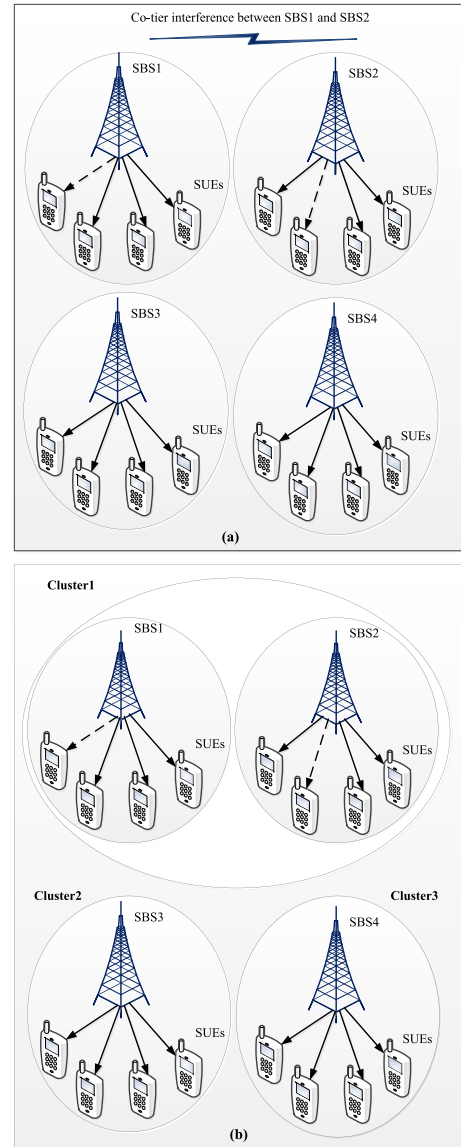 Co-tier interference between SBS1 and SBS2
SBS1
SBS2
SUEs
SUEs
SBS3
SBS4
SUEs
SUEs
(a)
Cluster1
SBS1
SBS2
SUEs
SUEs
Cluster2
Cluster3
SBS3
SBS4
SUEs
SUEs
(b)